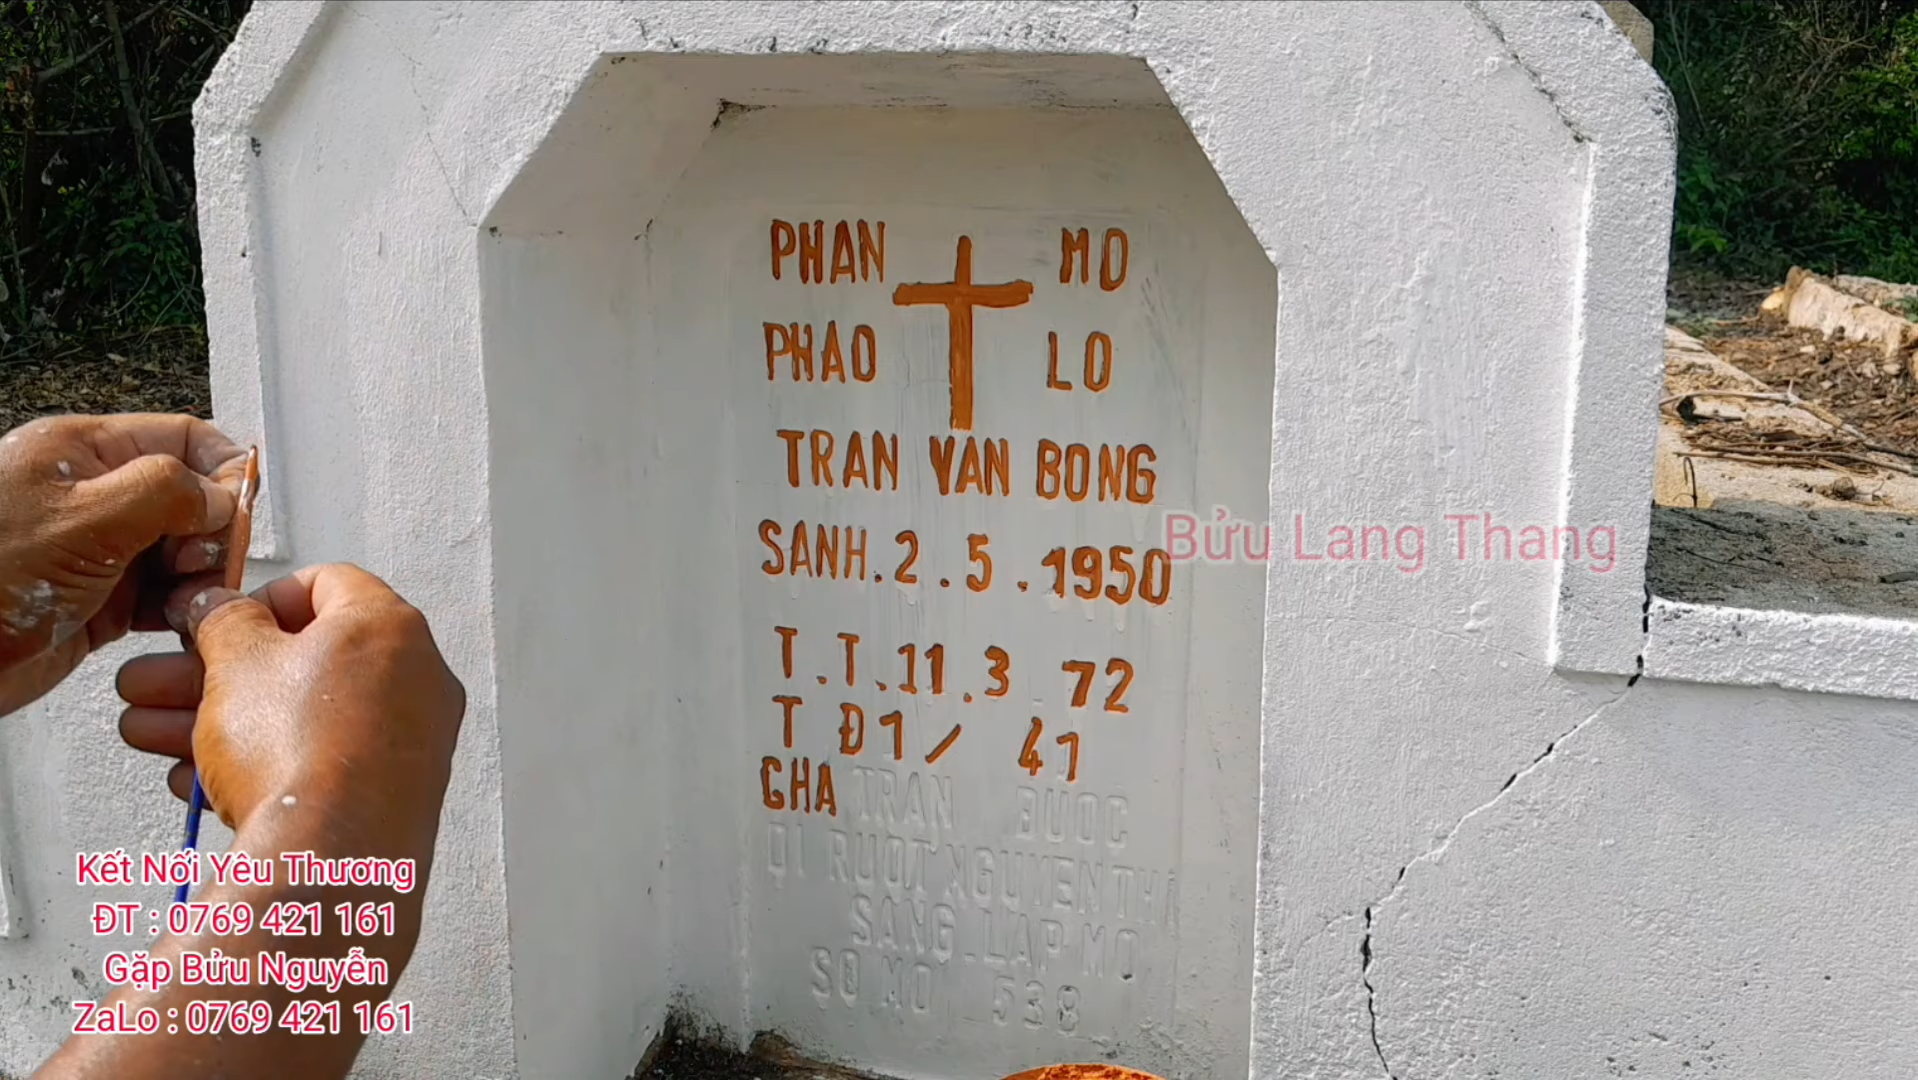 PHAN MO
PHAO LO
TRAN VAN BONG
SANH.2.5.1950
T.T.11.3 72
T Đ1/ 41
GHA TRAN BUOC
DI RUOT NGUYEN THI
SANG LAP MO
SO MO 538
Bửu Lang Thang
Kết Nối Yêu Thương
ĐT : 0769 421 161
Gặp Bửu Nguyễn
ZaLo : 0769 421 161